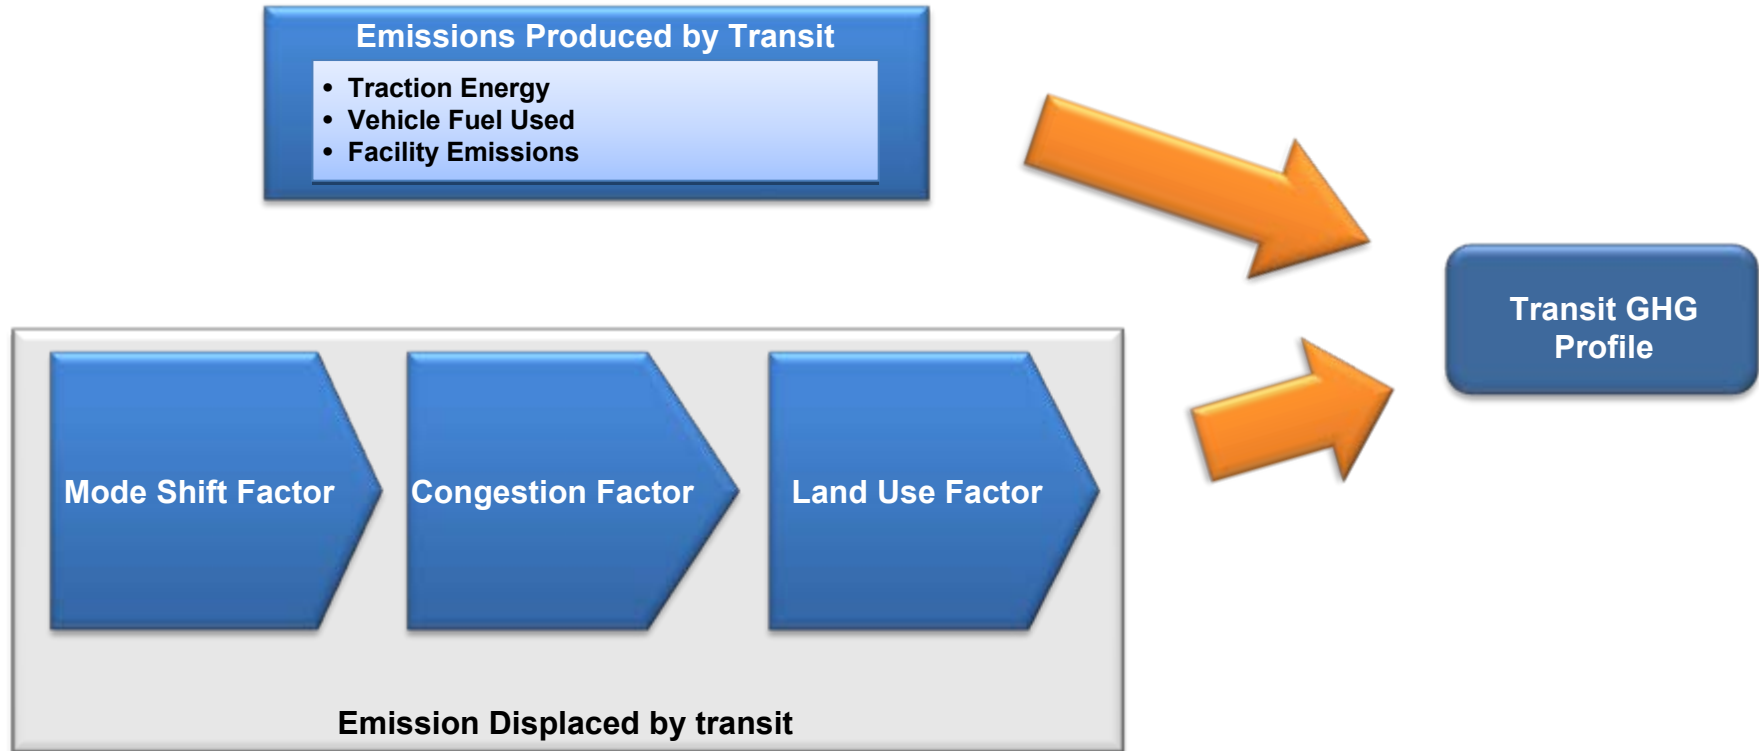 Emissions Produced by Transit
• Traction Energy
• Vehicle Fuel Used
• Facility Emissions
Transit GHG
Profile
Mode Shift Factor
Congestion Factor
Land Use Factor
Emission Displaced by transit